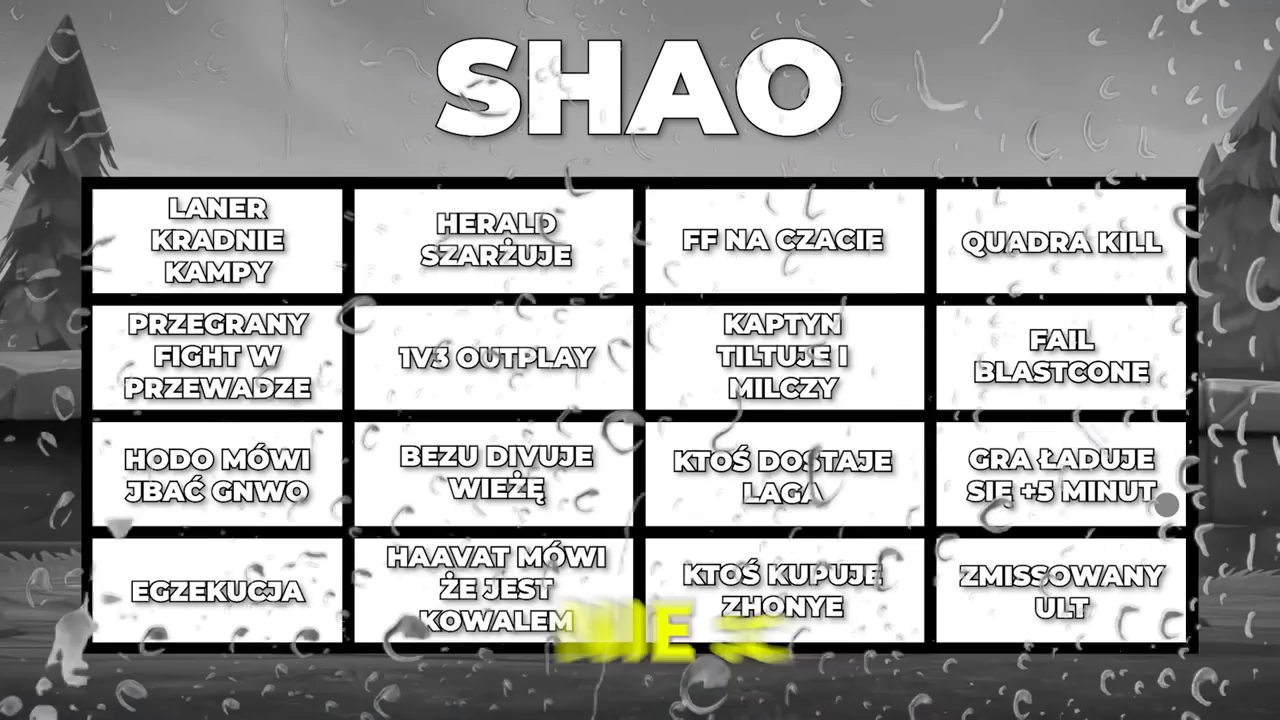 SHAO
LANER
KRADNIE
KAMPY
HERALD
SZARŻUJE
FF NA CZACIE
QUADRA KILL
PRZEGRANY
FIGHT W
PRZEWADZE
1V3 OUTPLAY
KAPTYN
TILTUJE I
MILCZY
FAIL
BLASTCONE
HODO MÓWI
JBAĆ GNWO
BEZU DIVUJE
WIEŻĘ
KTOŚ DOSTAJE
LAGA
GRA ŁADUJE
SIĘ +5 MINUT
EGZEKUCJA
HAAVAT MÓWI
ŻE JEST
KOWALEM
KTOŚ KUPUJE
ZHONYE
ZMISSOWANY
ULT